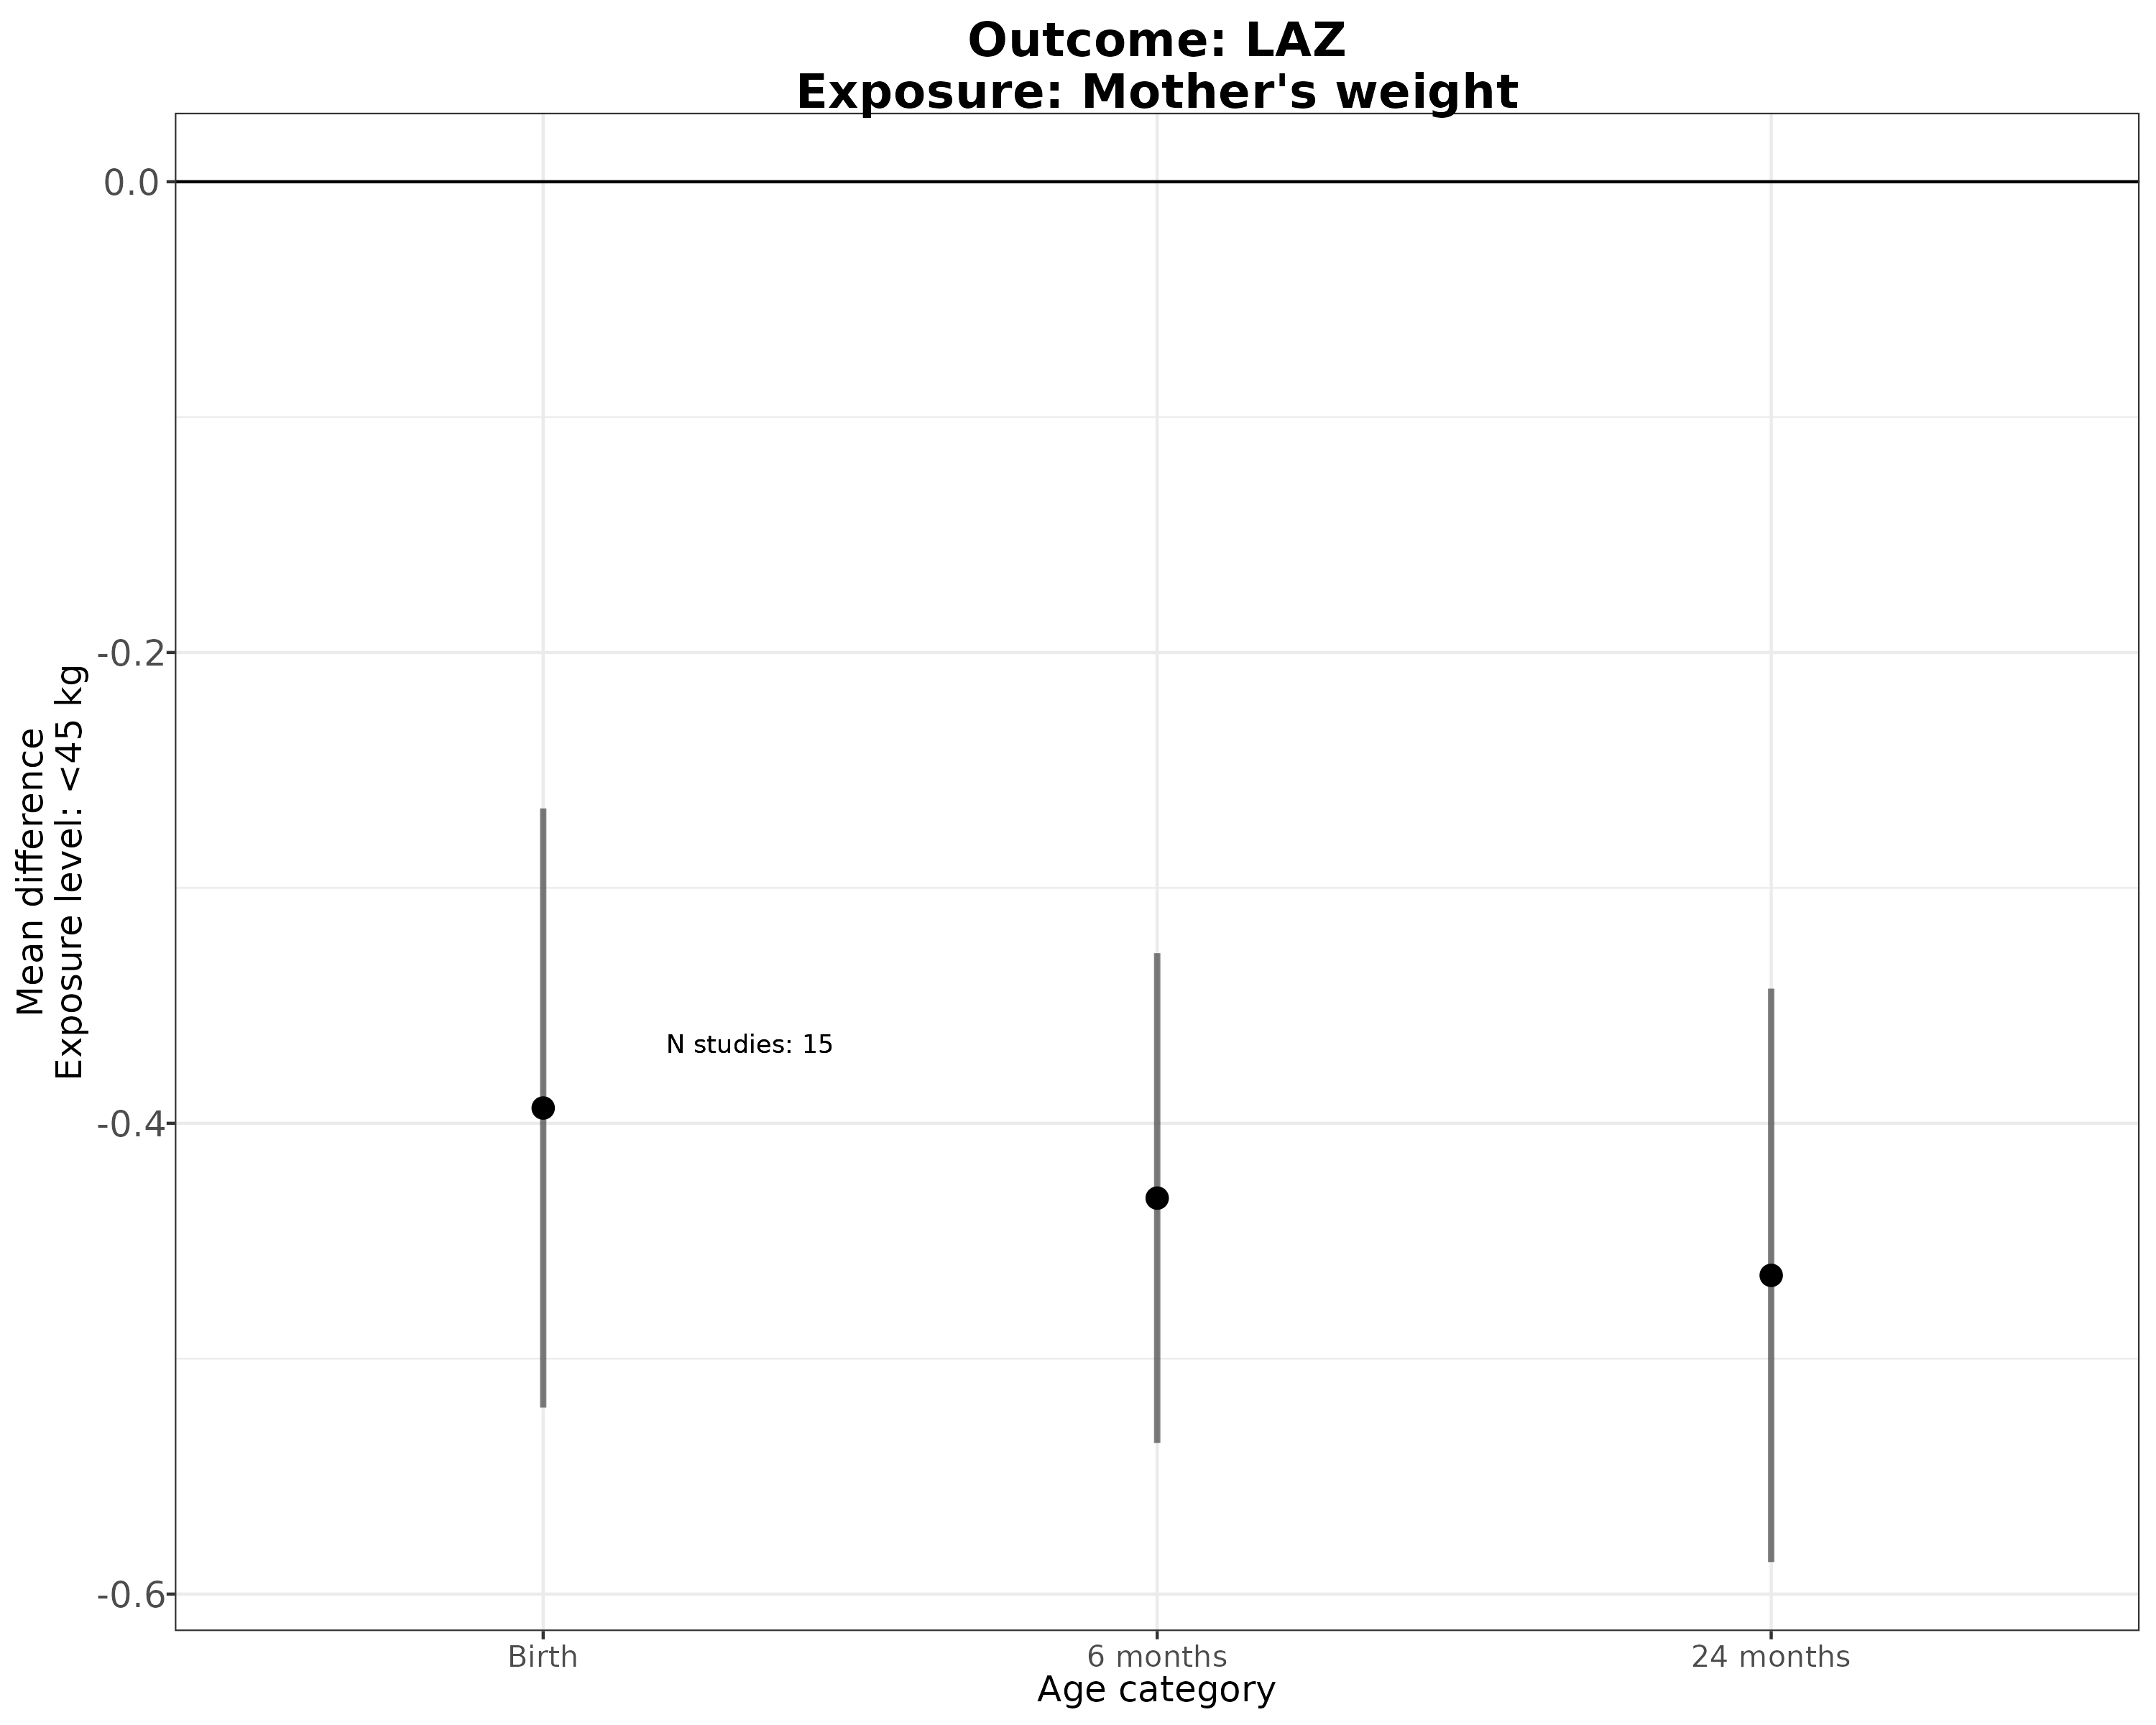 Outcome: LAZ
Exposure: Mother's weight
Mean difference
Exposure level: <45 kg
0.0
-0.2
-0.4
-0.6
N studies: 15
Birth
6 months
24 months
Age category